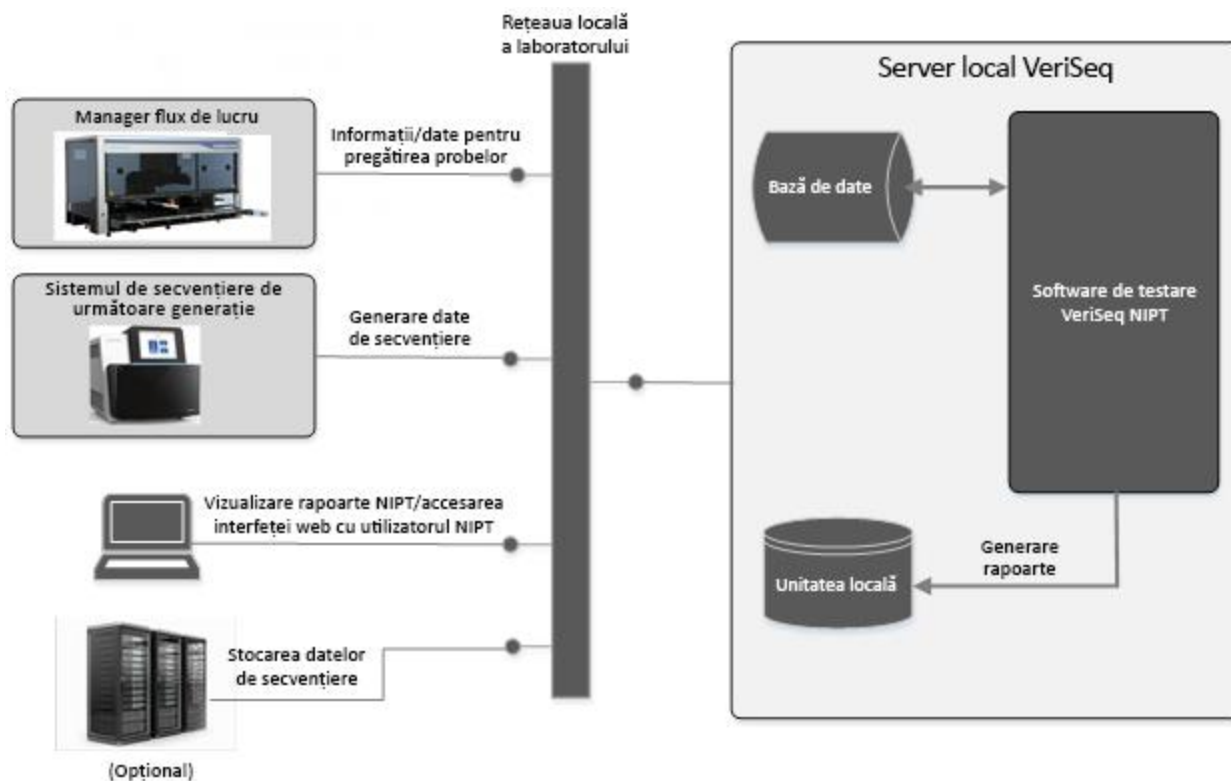 Rețeaua locală
a laboratorului
Server local VeriSeq
Manager flux de lucru
Informații/date pentru
pregătirea probelor
Bază de date
Sistemul de secvențiere de
următoare generație
Generare date
de secvențiere
Software de testare
VeriSeq NIPT
Vizualizare rapoarte NIPT/accesarea
interfeței web cu utilizatorul NIPT
Generare
rapoarte
Unitatea locală
Stocarea datelor
de secvențiere
(Opțional)